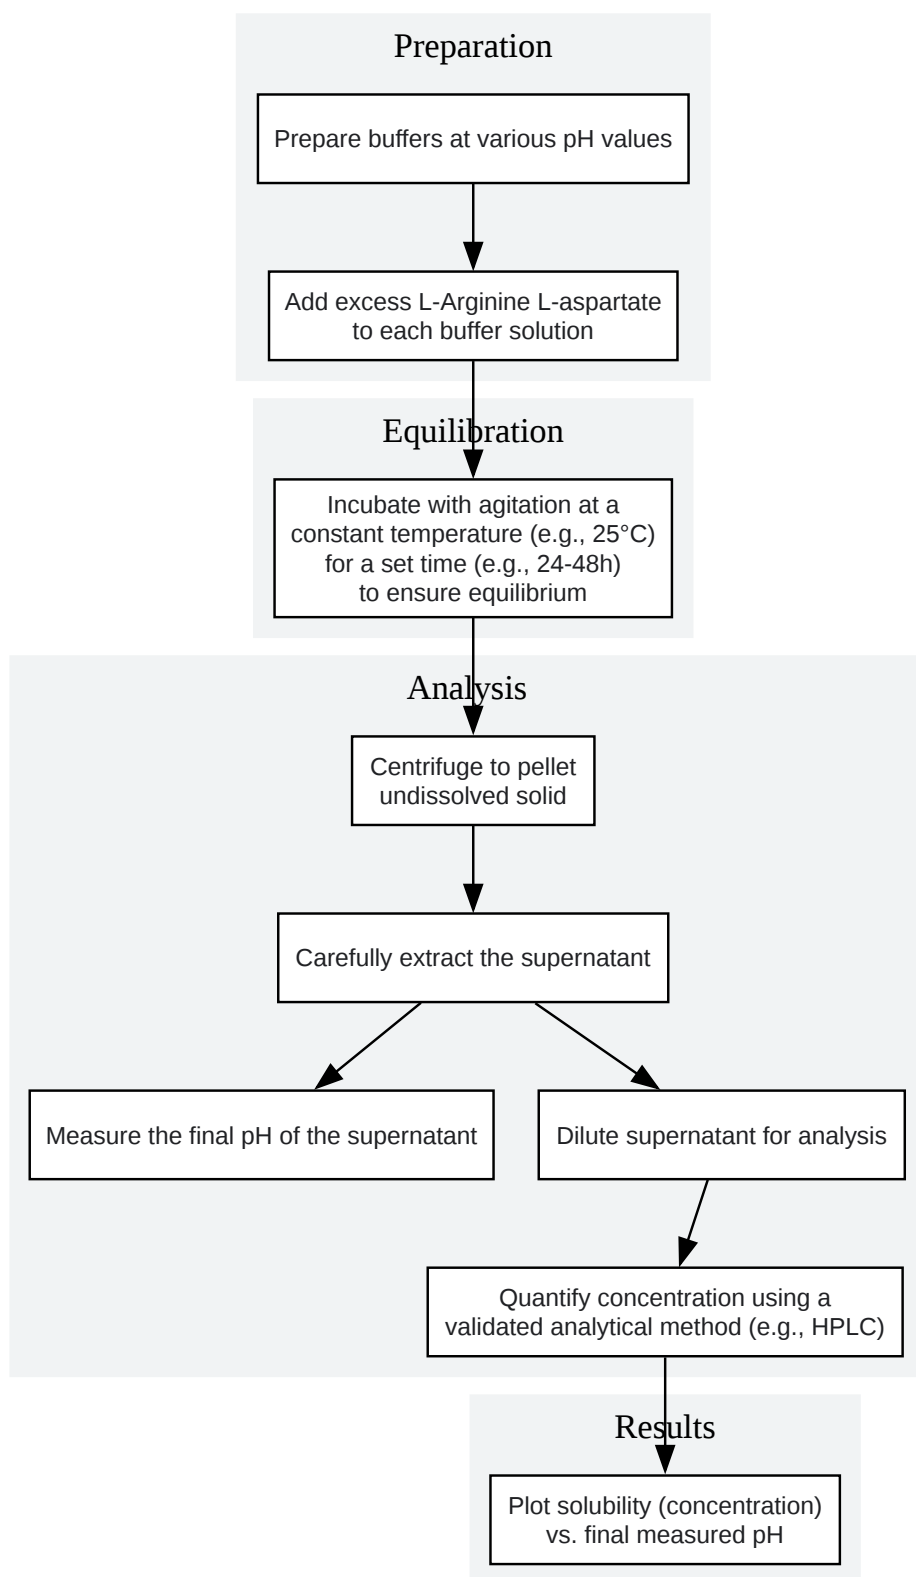 Preparation
Prepare buffers at various pH values
Add excess L-Arginine L-aspartate
to each buffer solution
Equilibration
Incubate with agitation at a
constant temperature (e.g., 25°C)
for a set time (e.g., 24-48h)
to ensure equilibrium
Analysis
Centrifuge to pellet
undissolved solid
Carefully extract the supernatant
Measure the final pH of the supernatant
Dilute supernatant for analysis
Quantify concentration using a
validated analytical method (e.g., HPLC)
Results
Plot solubility (concentration)
vs. final measured pH